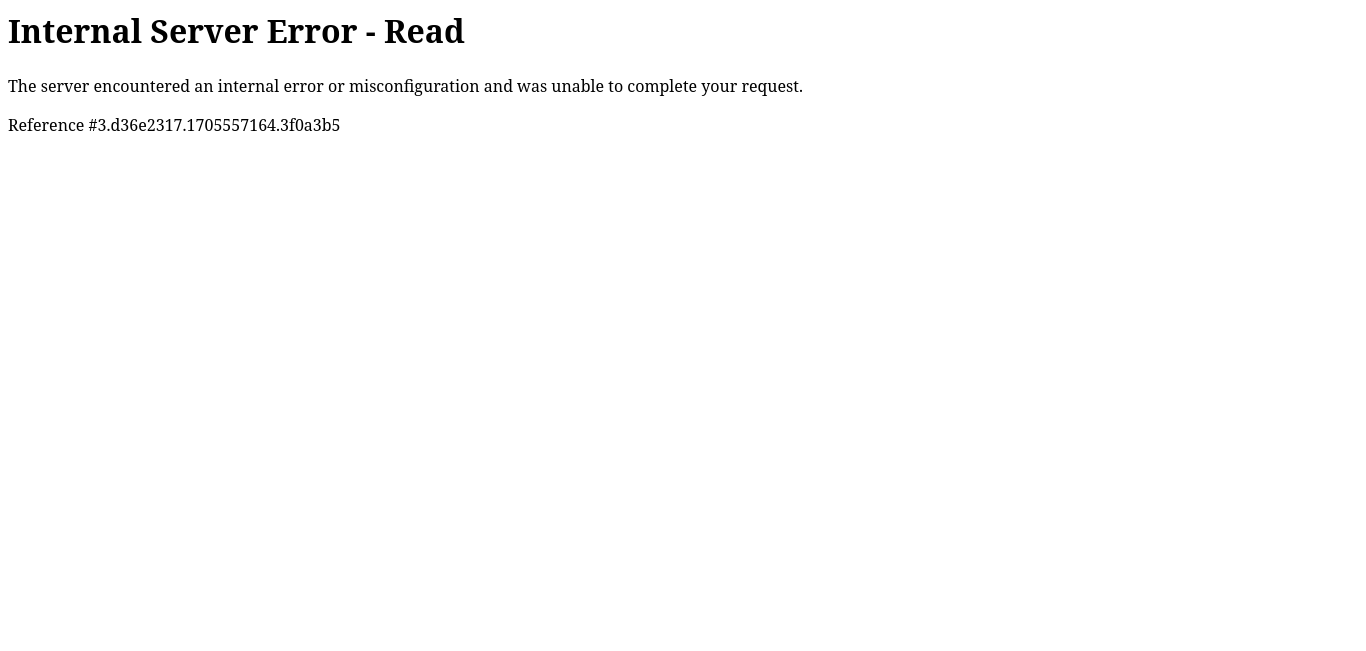 Internal Server Error - Read
The server encountered an internal error or misconfiguration and was unable to complete your request.
Reference #3.d36e2317.1705557164.3f0a3b5